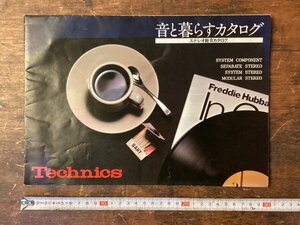 音と暮らすカタログ
ステレオ総合カタログ
SYSTEM COMPONENT
SEPARATE STEREO
SYSTEM STEREO
MODULAR STEREO
Freddie Hubba
Technics